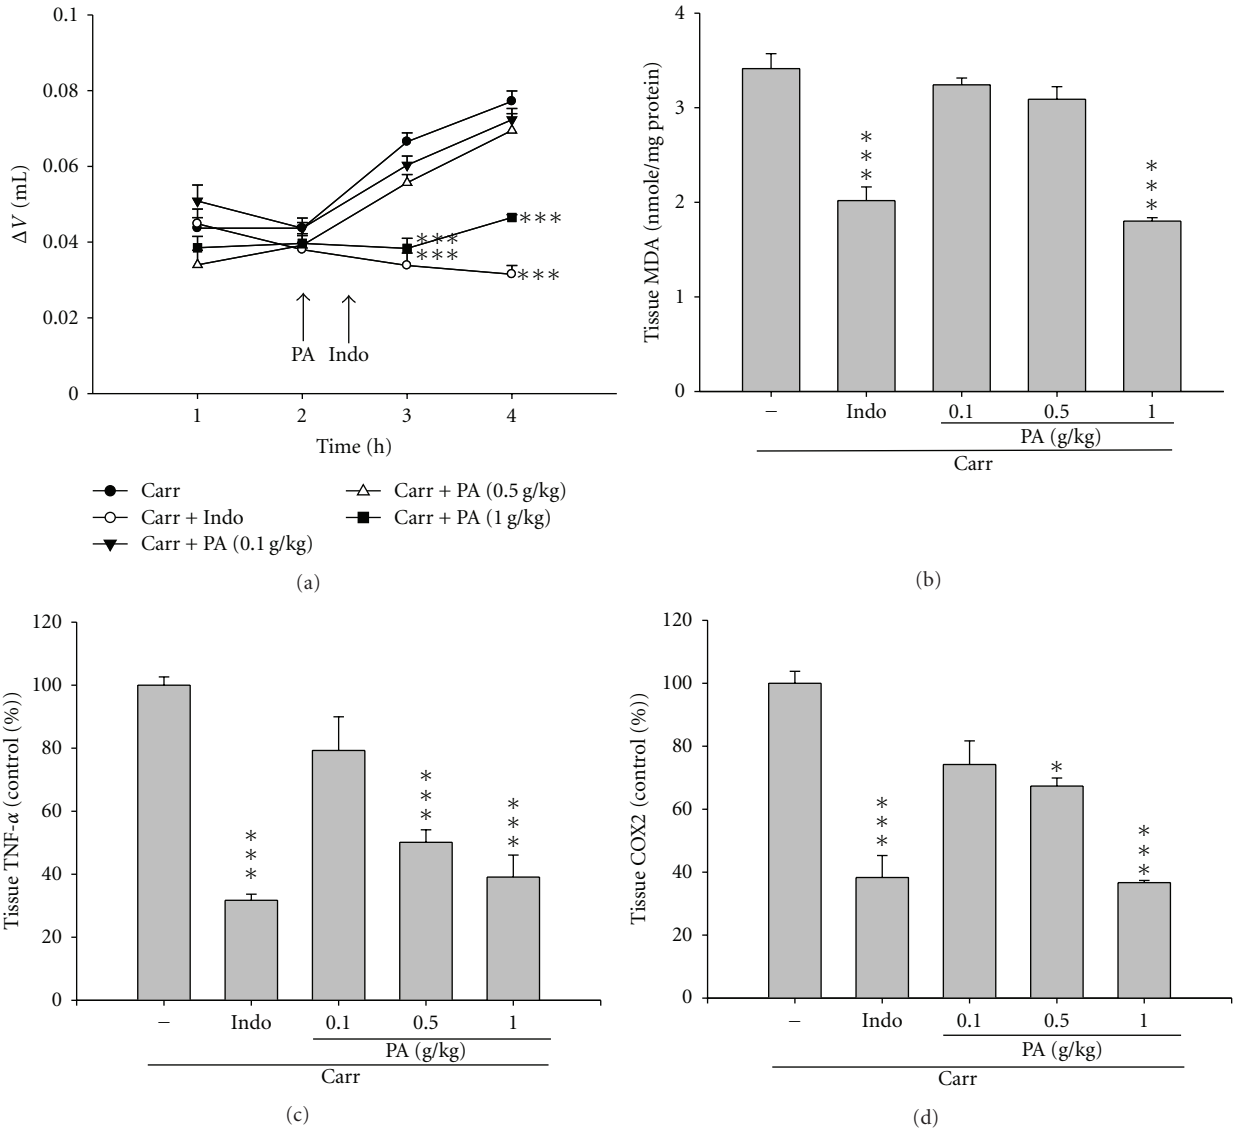 0.1
0.08
0.06
0.04
0.02
0
ΔV (mL)
∗∗∗
∗∗∗
∗∗∗
∗∗∗
PA Indo
1 2 3 4
Time (h)
Carr
Carr + Indo
Carr + PA (0.1 g/kg)
Carr + PA (0.5 g/kg)
Carr + PA (1 g/kg)
(a)
4
3
2
1
0
Tissue MDA (nmole/mg protein)
∗∗∗
∗∗∗
− Indo 0.1 0.5 1
PA (g/kg)
Carr
(b)
120
100
80
60
40
20
0
Tissue TNF-α (control (%))
∗∗∗
∗∗∗
∗∗∗
− Indo 0.1 0.5 1
PA (g/kg)
Carr
(c)
120
100
80
60
40
20
0
Tissue COX2 (control (%))
∗∗∗
∗
∗∗∗
− Indo 0.1 0.5 1
PA (g/kg)
Carr
(d)